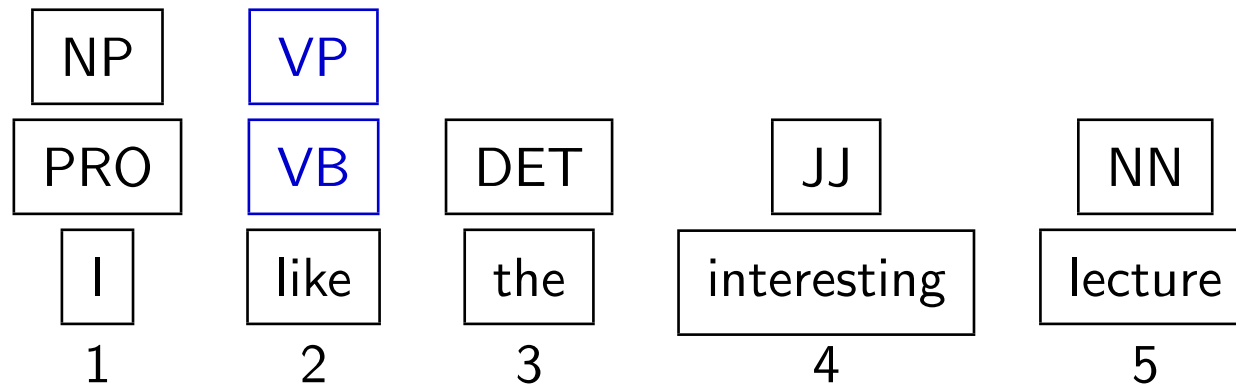 NP VP
PRO VB DET JJ NN
I like the interesting lecture
1 2 3 4 5